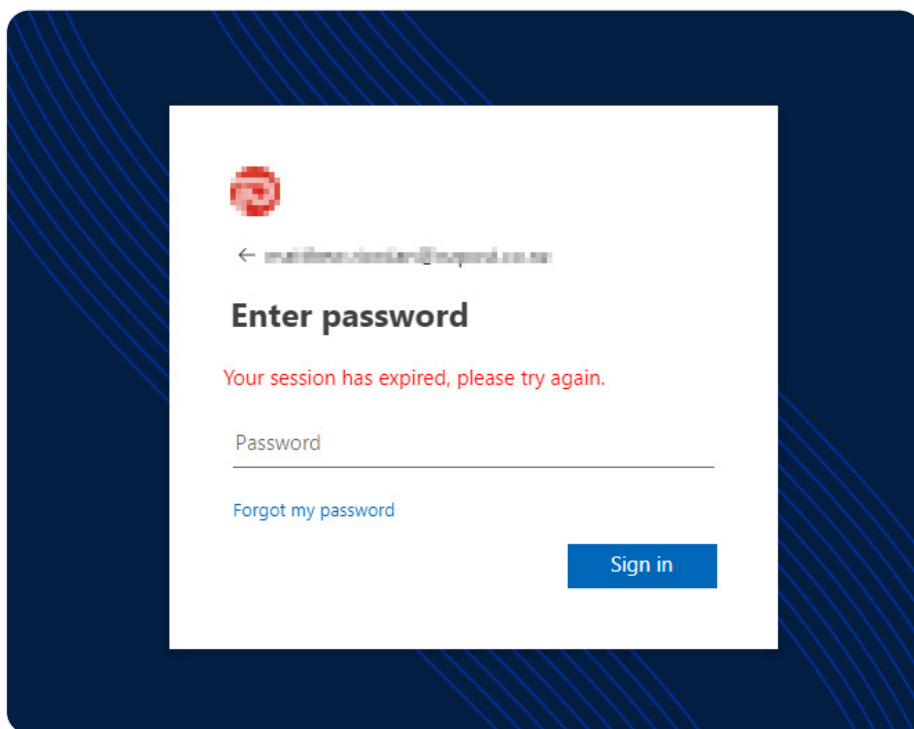 Enter password
Your session has expired, please try again.
Password
Forgot my password
Sign in